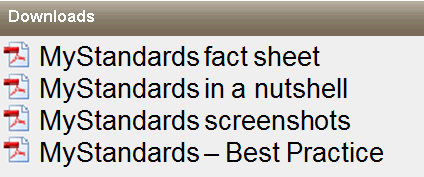 Downloads
MyStandards fact sheet
MyStandards in a nutshell
MyStandards screenshots
MyStandards – Best Practice